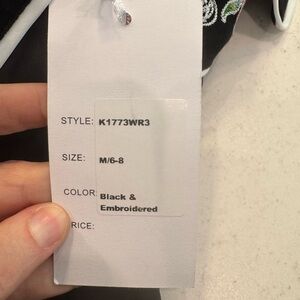 STYLE: K1773WR3
SIZE: M/6-8
COLOR: Black &
Embroidered
RICE: